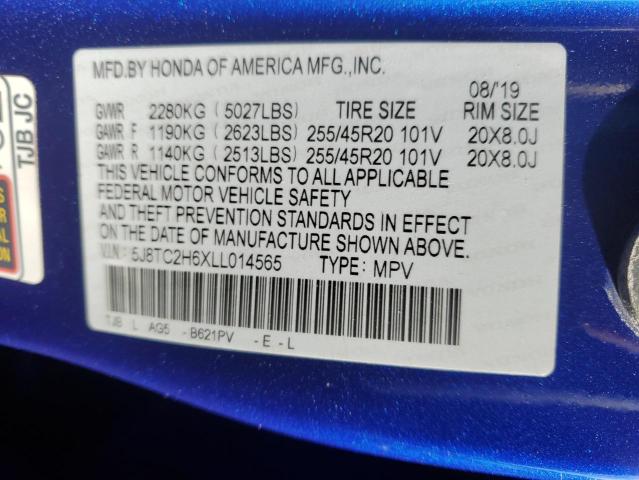 MFD.BY HONDA OF AMERICA MFG.,INC.
08/'19
GVWR 2280KG (5027LBS) TIRE SIZE RIM SIZE
GAWR F 1190KG (2623LBS) 255/45R20 101V 20X8.0J
GAWR R 1140KG (2513LBS) 255/45R20 101V 20X8.0J
THIS VEHICLE CONFORMS TO ALL APPLICABLE
FEDERAL MOTOR VEHICLE SAFETY
AND THEFT PREVENTION STANDARDS IN EFFECT
ON THE DATE OF MANUFACTURE SHOWN ABOVE.
V.I.N.: 5J8TC2H6XLL014565 TYPE: MPV
TJB L AG5 - B621PV - E - L
TJB JC